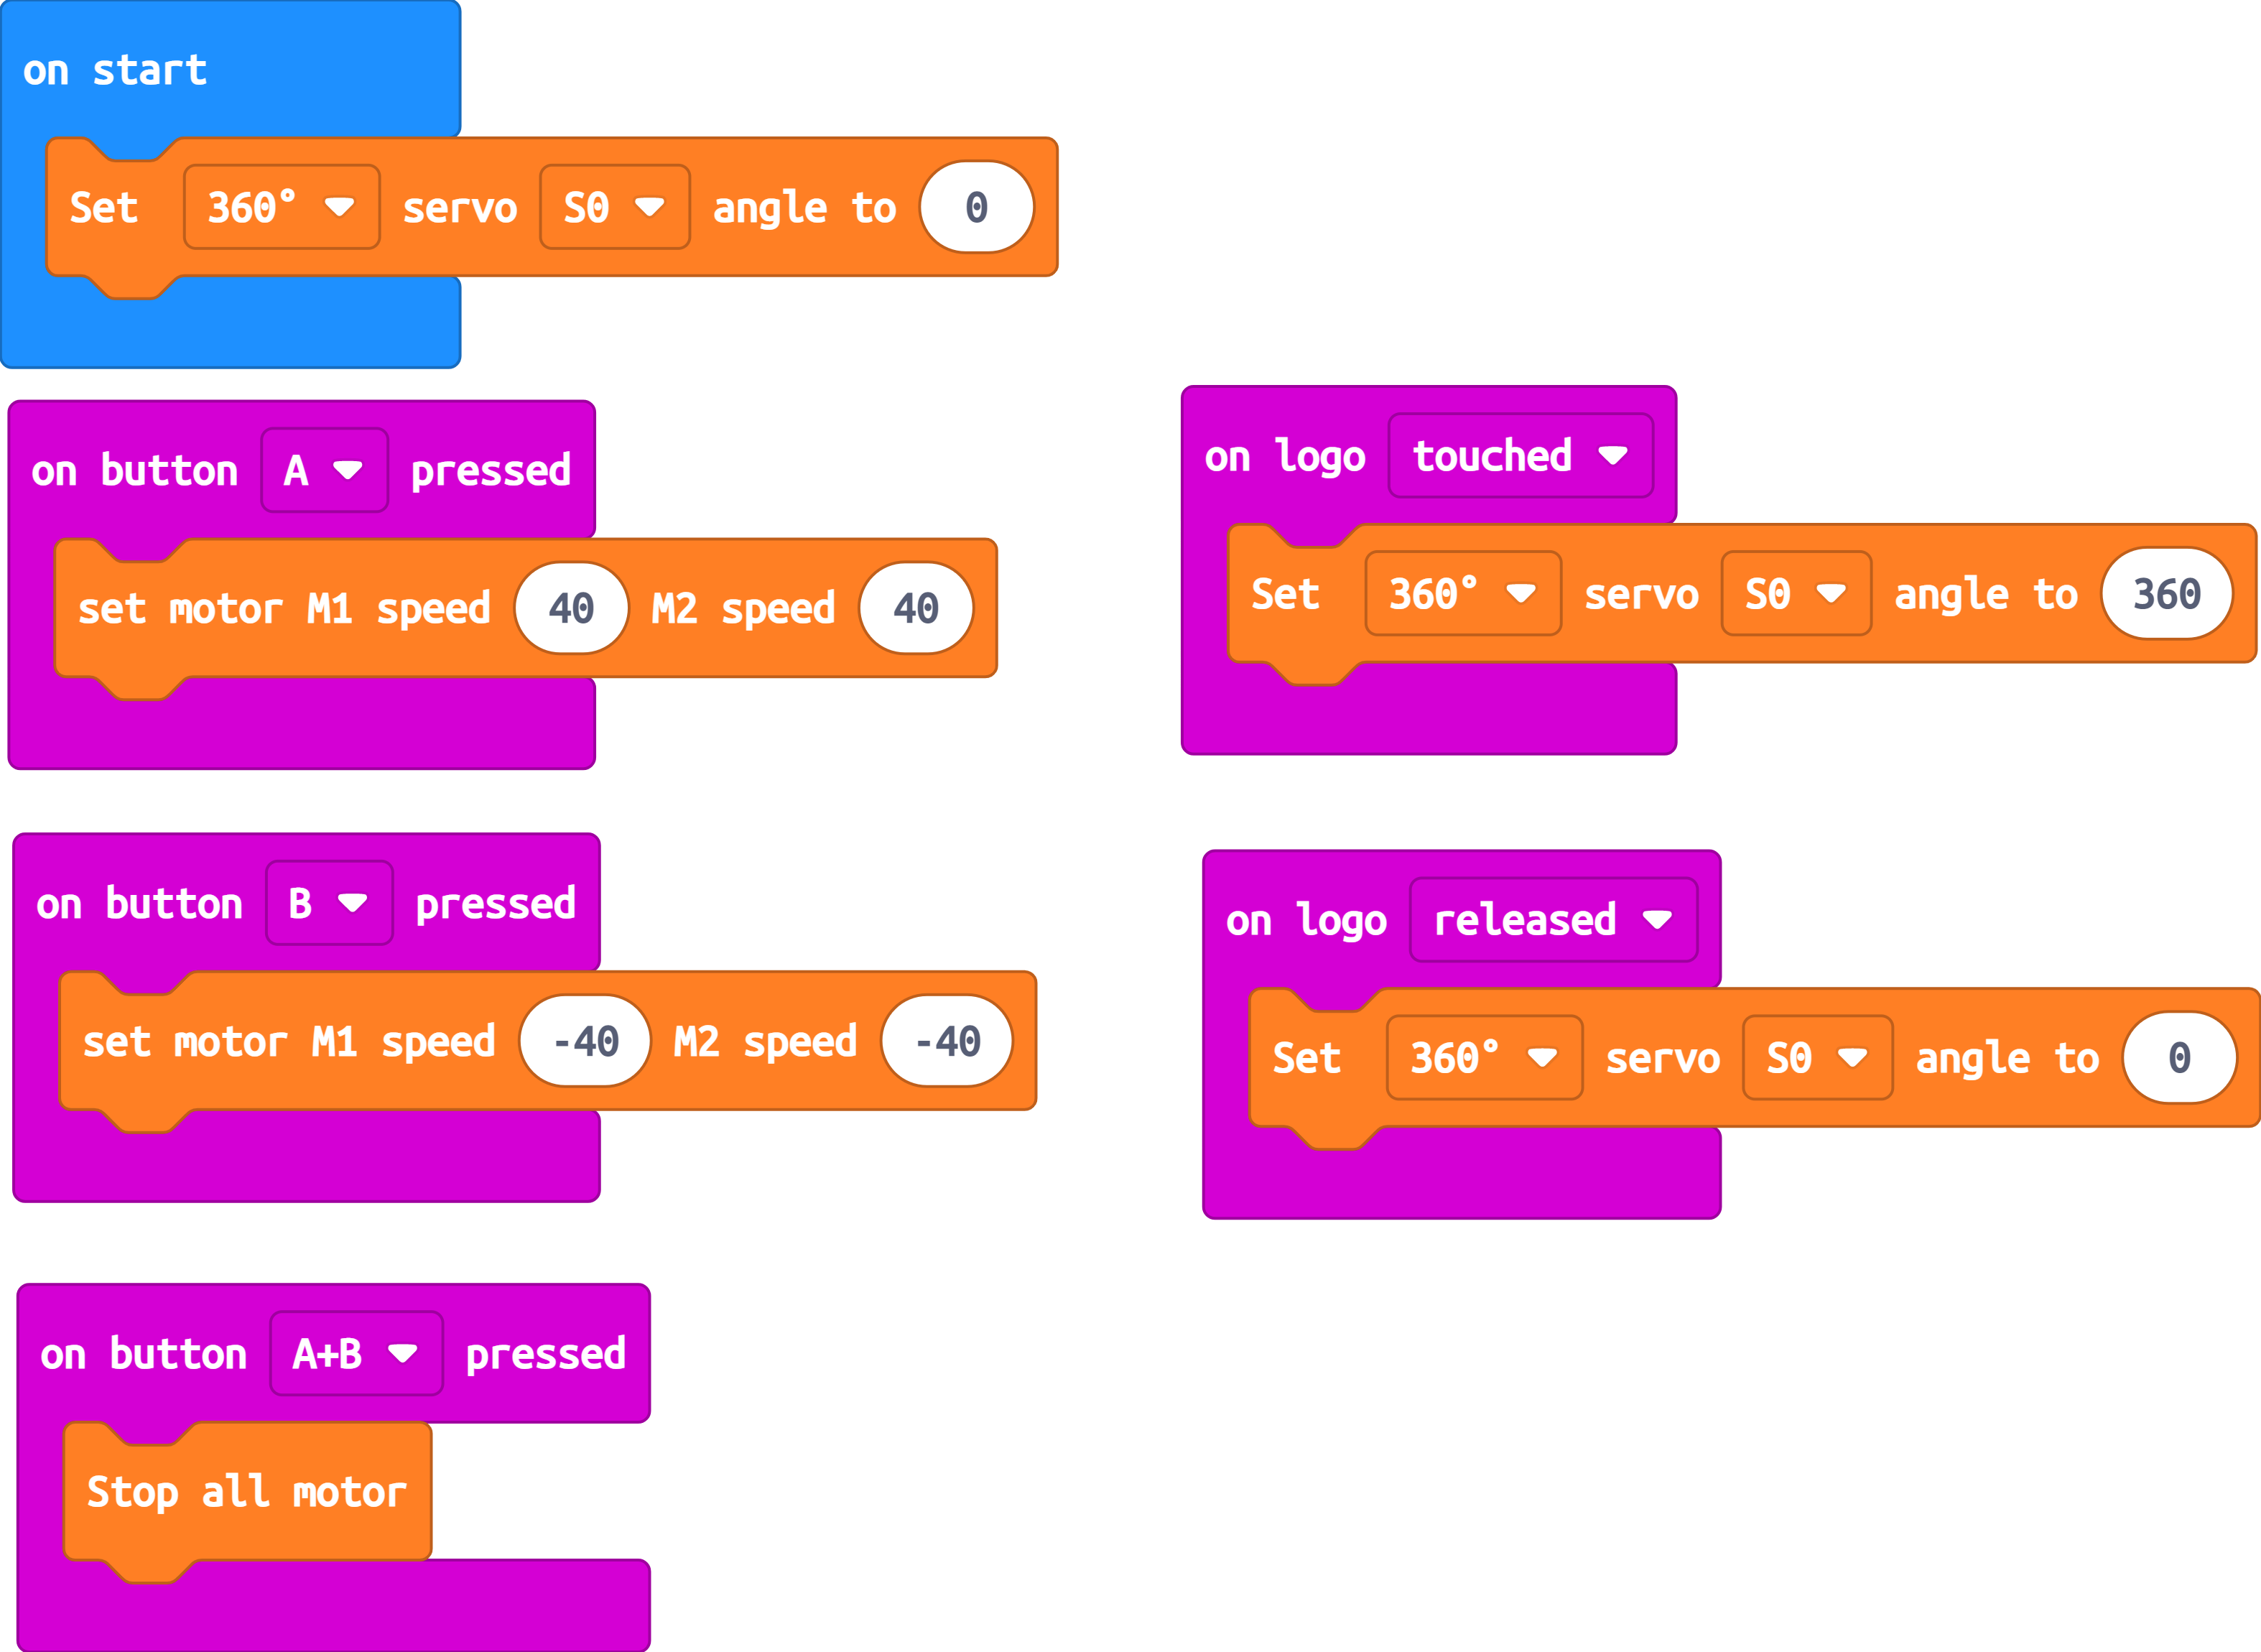 on start
Set 360° servo S0 angle to 0
on button A pressed
set motor M1 speed 40 M2 speed 40
on button B pressed
set motor M1 speed -40 M2 speed -40
on button A+B pressed
Stop all motor
on logo touched
Set 360° servo S0 angle to 360
on logo released
Set 360° servo S0 angle to 0